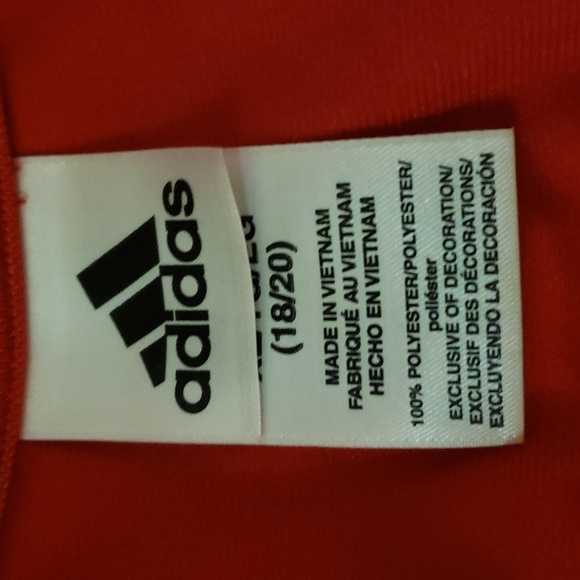 adidas
(18/20)
MADE IN VIETNAM
FABRIQUÉ AU VIETNAM
HECHO EN VIETNAM
100% POLYESTER/POLYESTER/
poliéster
EXCLUSIVE OF DECORATION/
EXCLUSIF DES DÉCORATIONS/
EXCLUYENDO LA DECORACIÓN